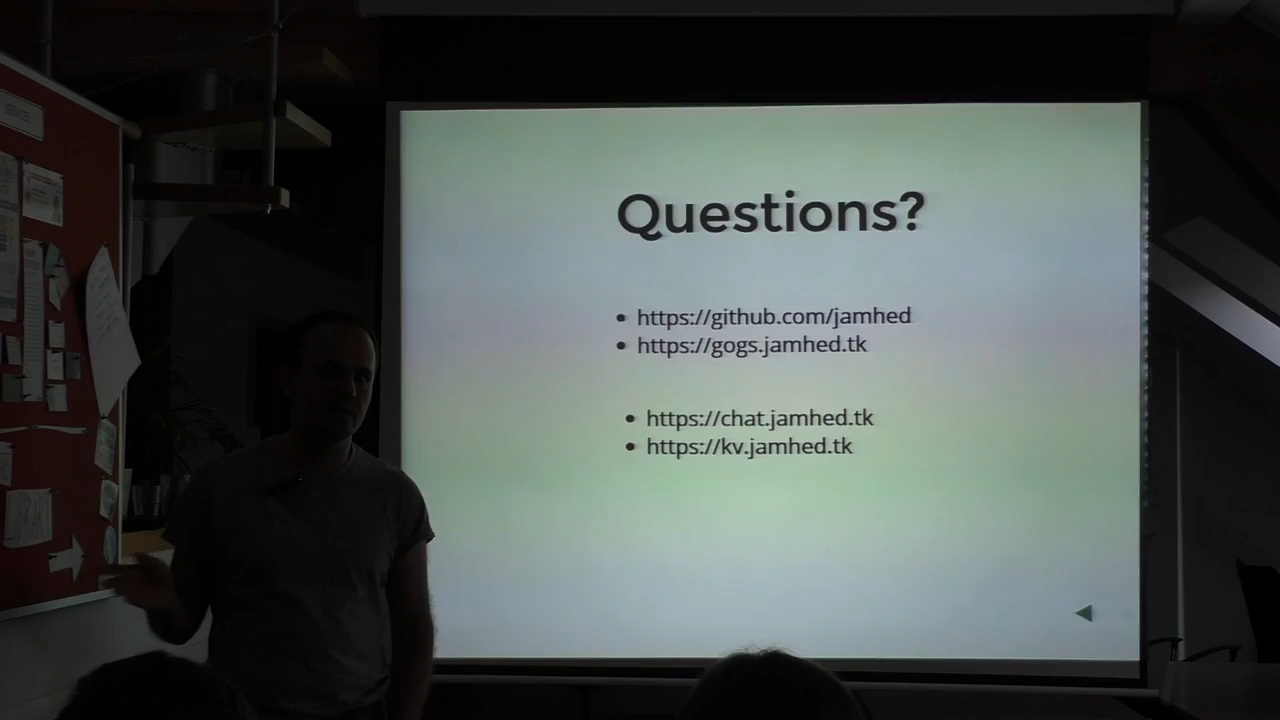 Questions?
https://github.com/jamhed
https://gogs.jamhed.tk
https://chat.jamhed.tk
https://kv.jamhed.tk